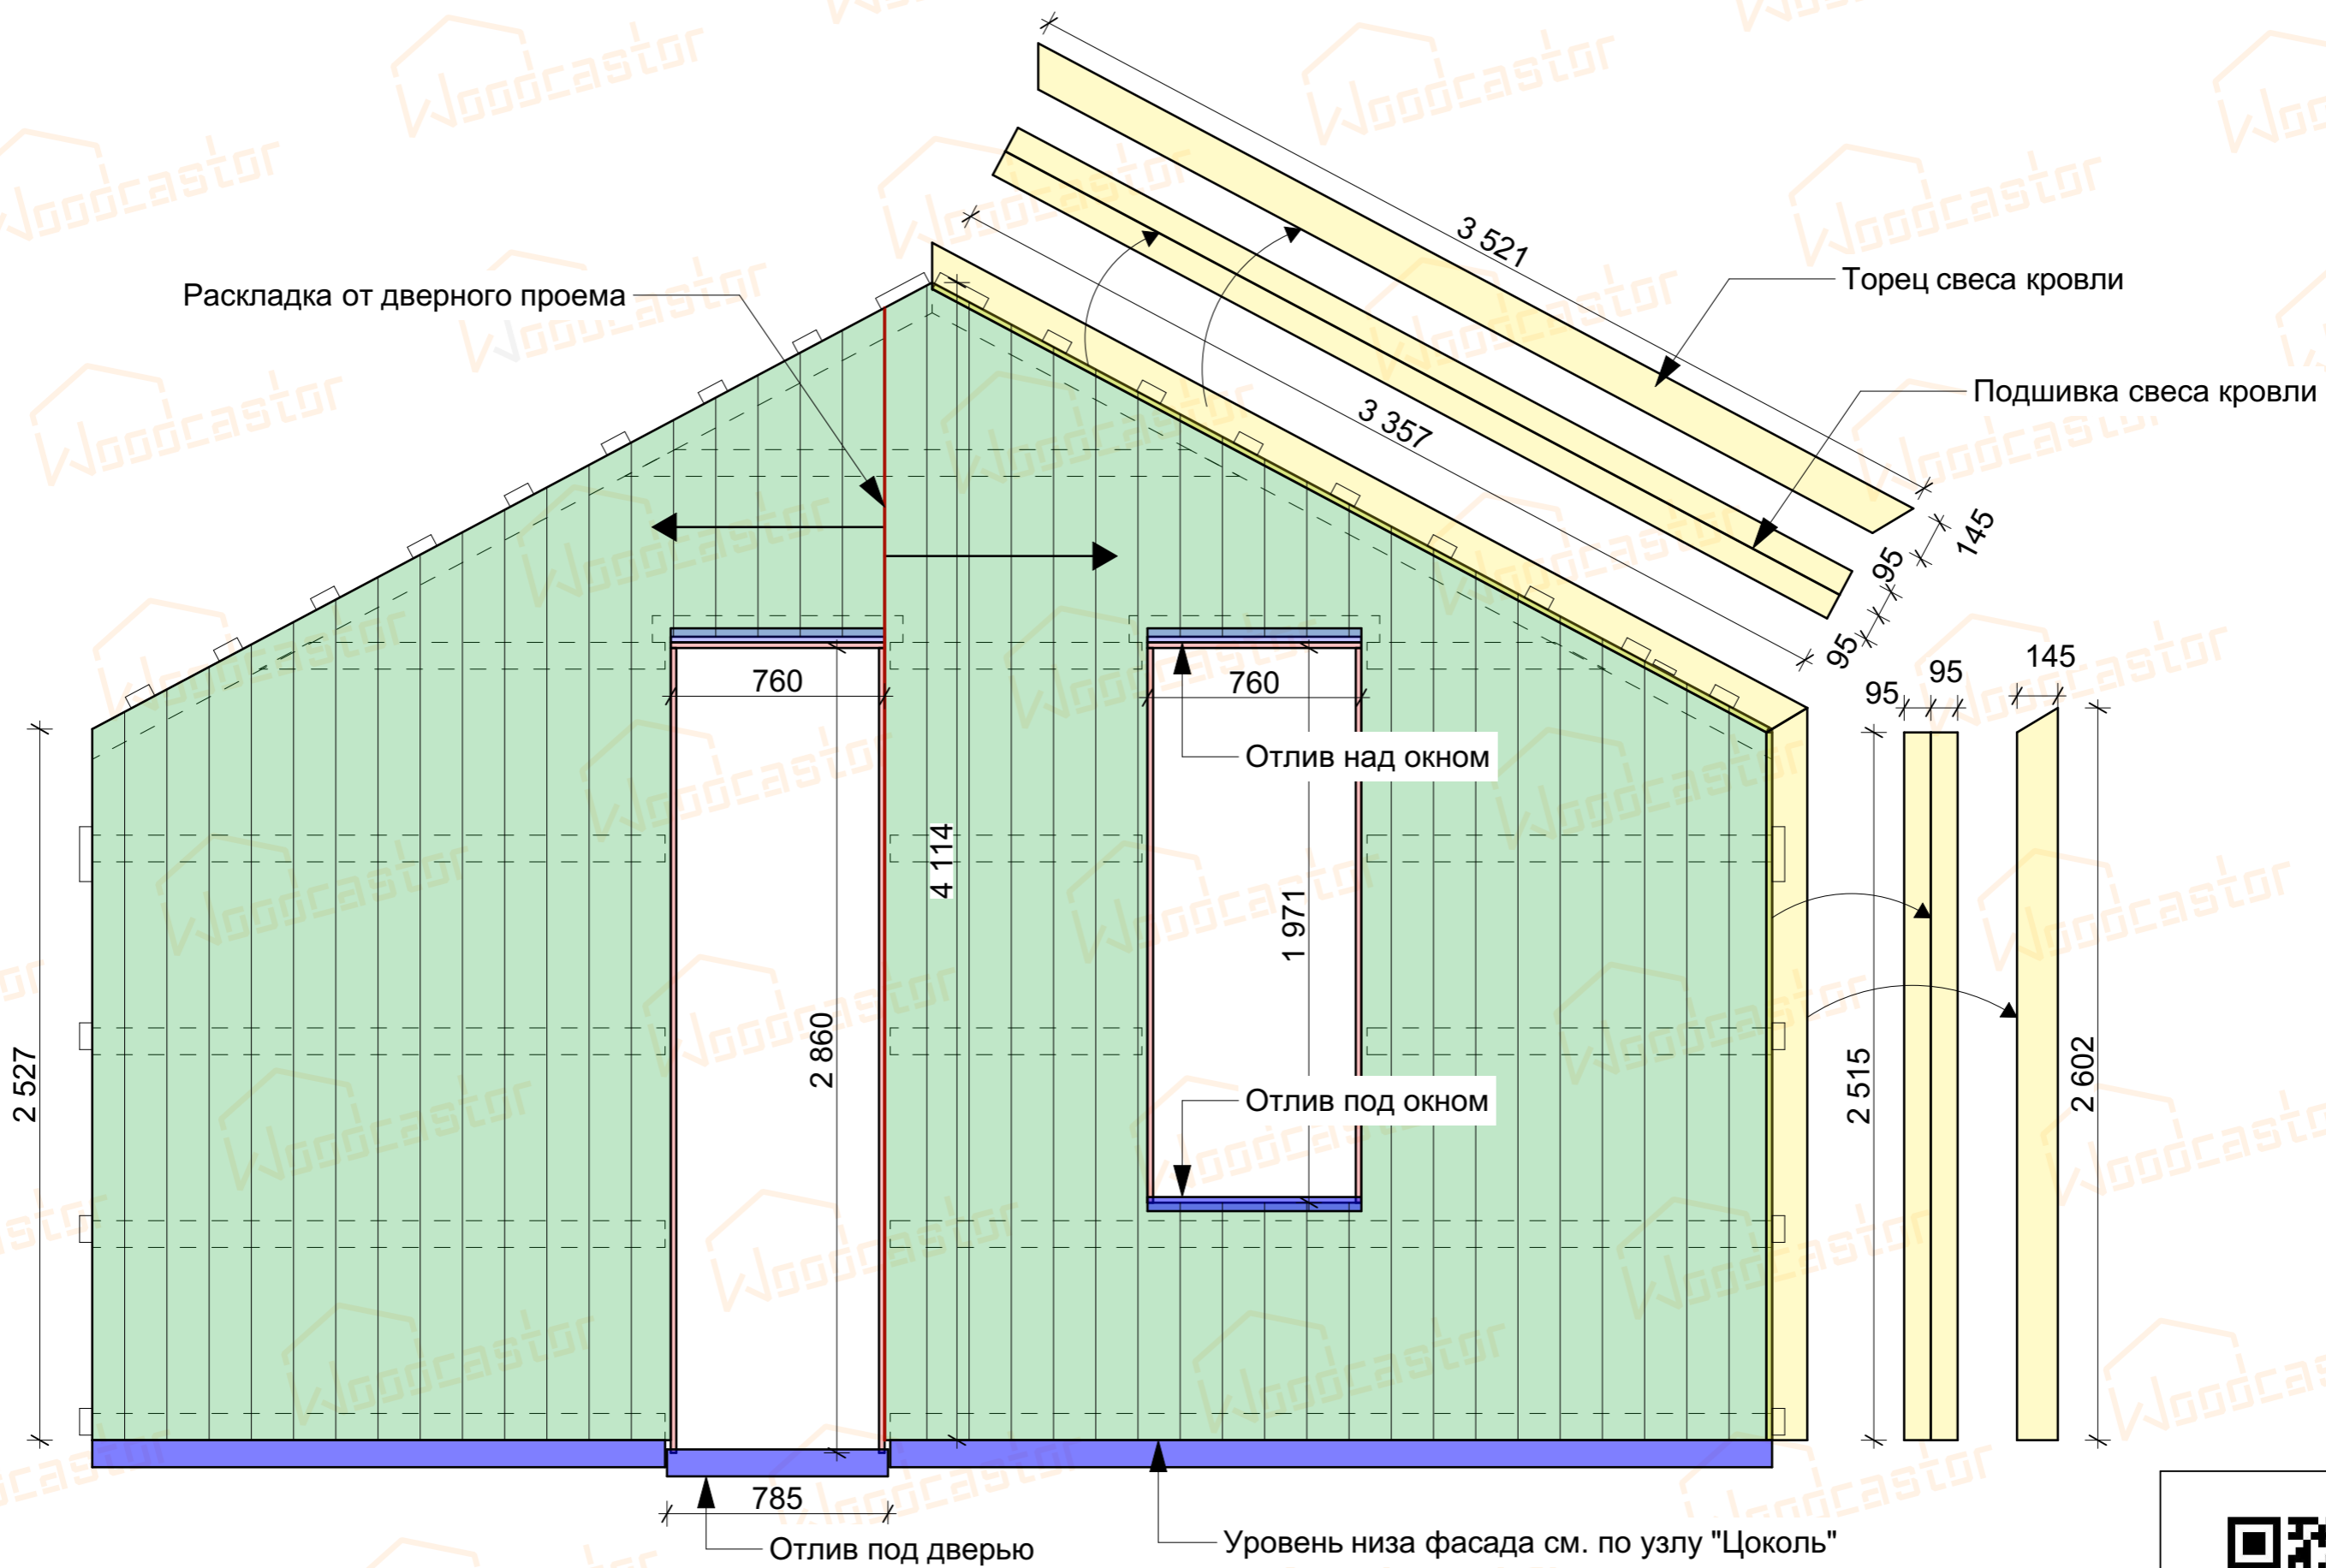 3 521
Торец свеса кровли
Раскладка от дверного проема
Подшивка свеса кровли
3 357
145
95
95
760
760
95
95
145
Отлив над окном
4 114
1 971
2 860
2 527
2 515
2 602
Отлив под окном
785
Отлив под дверью
Уровень низа фасада см. по узлу "Цоколь"
Woodcastor